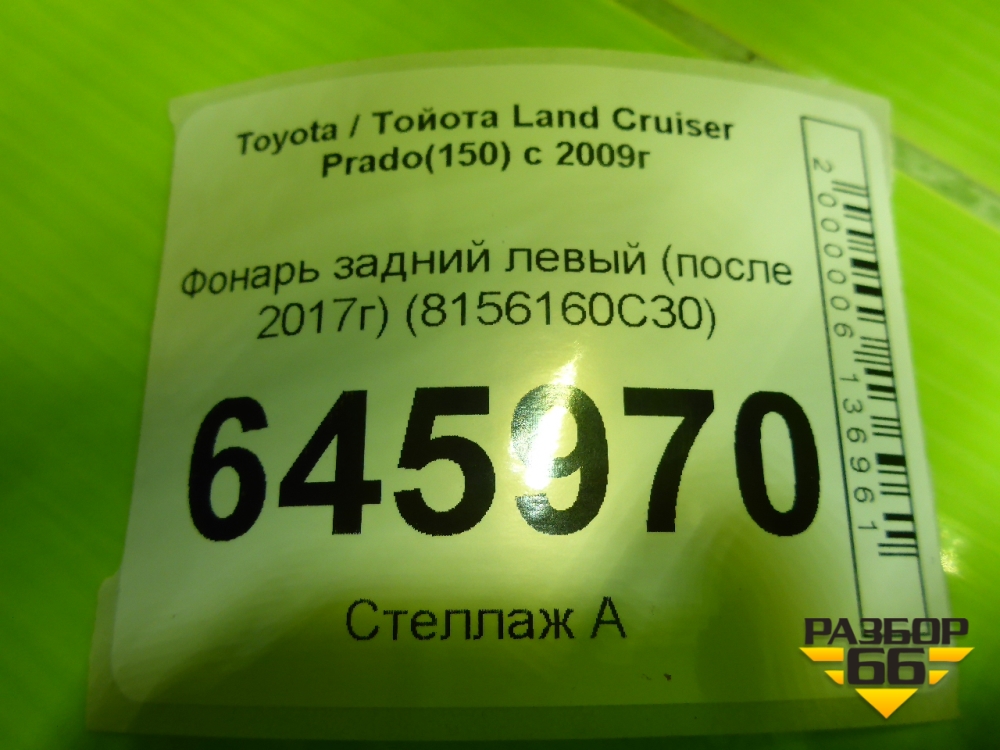 Toyota / Тойота Land Cruiser
Prado(150) с 2009г
Фонарь задний левый (после
2017г) (8156160C30)
645970
Стеллаж А
2000006136961
РАЗБОР
66